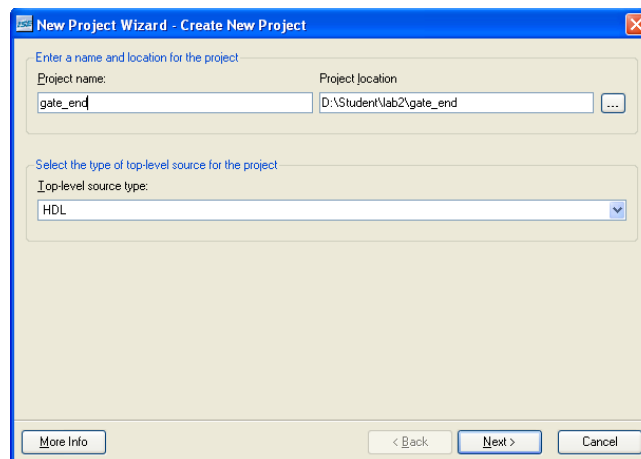 New Project Wizard - Create New Project
Enter a name and location for the project
Project name: Project location
gate_end D:\Student\lab2\gate_end ...
Select the type of top-level source for the project
Top-level source type:
HDL
More Info < Back Next > Cancel